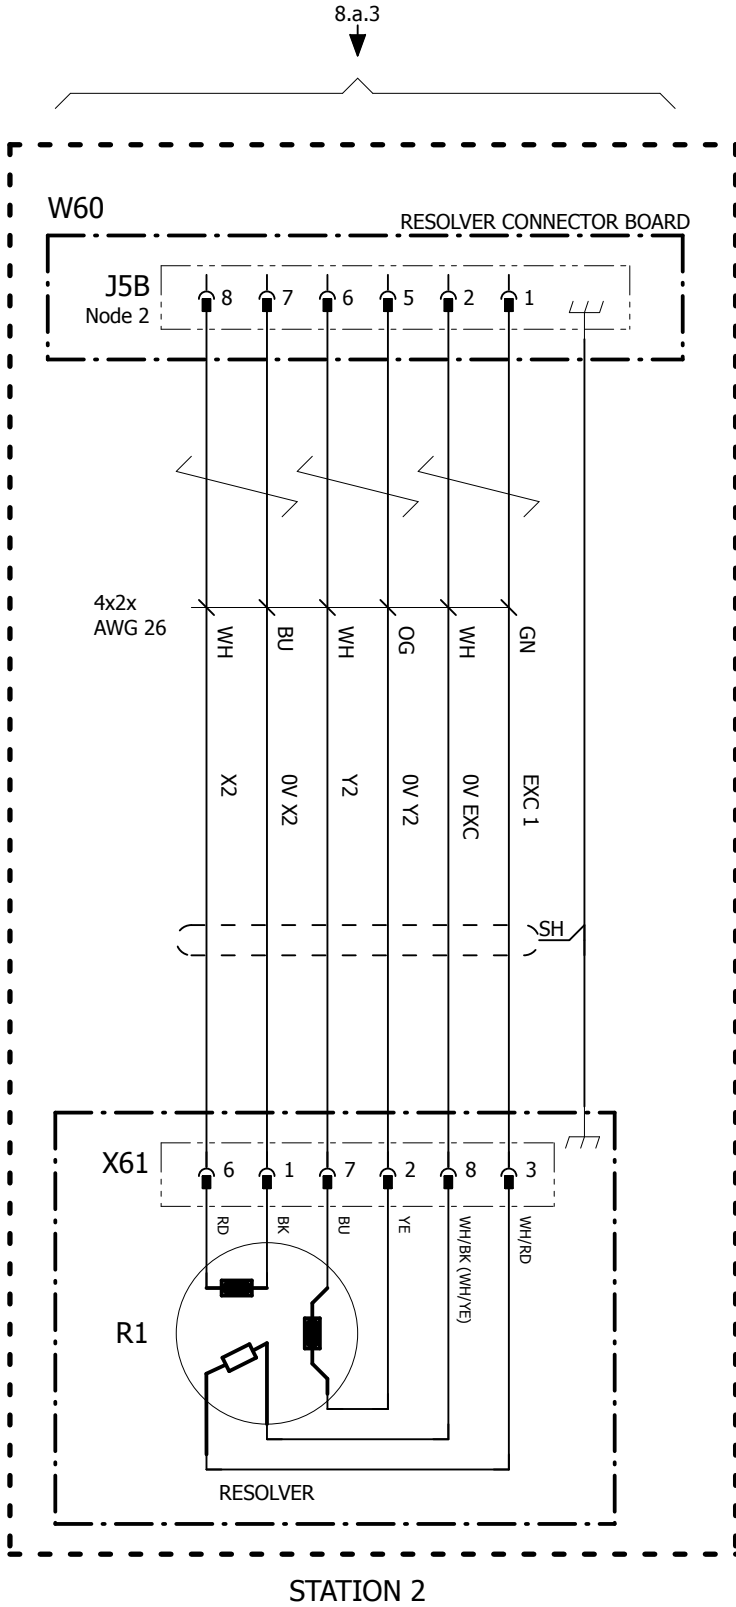 8.a.3
W60
RESOLVER CONNECTOR BOARD
J5B
Node 2
8 7 6 5 2 1
4x2x
AWG 26
WH BU WH OG WH GN
X2 0V X2 Y2 0V Y2 0V EXC EXC 1
SH
X61
6 1 7 2 8 3
RD BK BU YE WH/BK (WH/YE) WH/RD
R1
RESOLVER
STATION 2